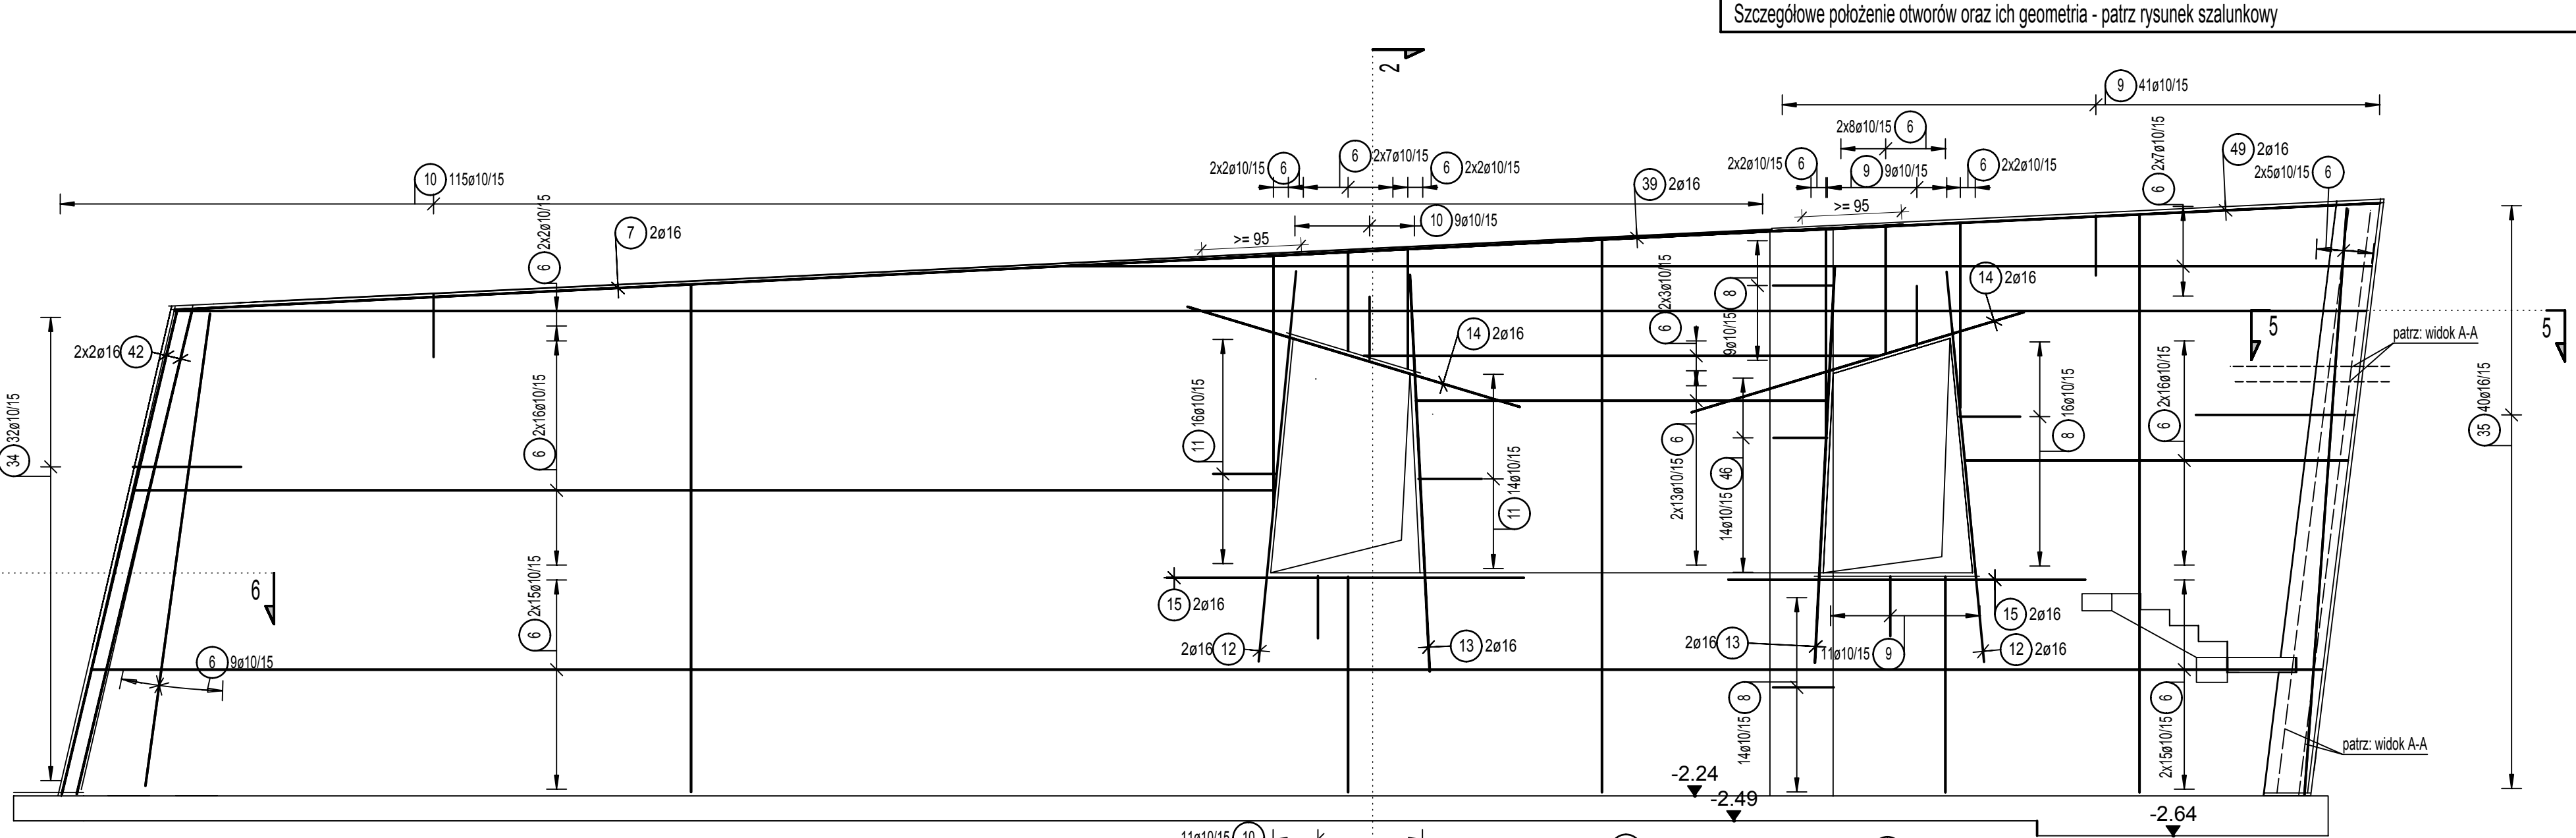 Szczegółowe położenie otworów oraz ich geometria - patrz rysunek szalunkowy
2
9 41ø10/15
2x8ø10/15 6
2x2ø10/15 6
6 2x7ø10/15
6 2x2ø10/15
2x2ø10/15 6
9 9ø10/15
6 2x2ø10/15
6 2x7ø10/15
49 2ø16
2x5ø10/15 6
10 115ø10/15
39 2ø16
>= 95
10 9ø10/15
>= 95
7 2ø16
6 2x2ø10/15
6 2x3ø10/15
8 9ø10/15
14 2ø16
14 2ø16
5
5
patrz: widok A-A
2x2ø16 42
34 32ø10/15
6 2x16ø10/15
11 16ø10/15
11 14ø10/15
6 2x13ø10/15
46 14ø10/15
8 16ø10/15
6 2x16ø10/15
35 40ø16/15
6
6 2x15ø10/15
15 2ø16
15 2ø16
2ø16 12
13 2ø16
2ø16 13
11ø10/15 9
12 2ø16
6 9ø10/15
8 14ø10/15
6 2x15ø10/15
patrz: widok A-A
-2.24
-2.49
-2.64
11ø10/15 10